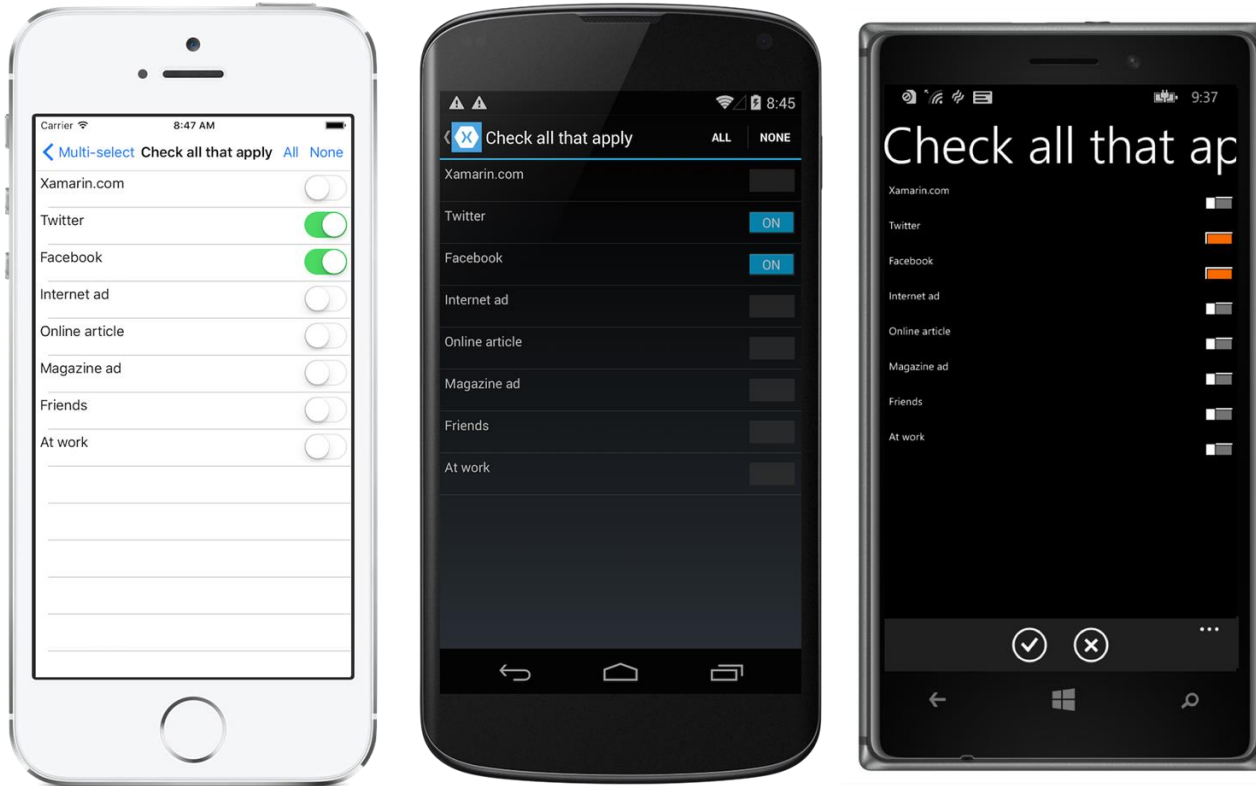 Carrier 8:47 AM
Multi-select Check all that apply All None
Xamarin.com
Twitter
Facebook
Internet ad
Online article
Magazine ad
Friends
At work
8:45
Check all that apply ALL NONE
Xamarin.com
Twitter ON
Facebook ON
Internet ad
Online article
Magazine ad
Friends
At work
9:37
Check all that ap
Xamarin.com
Twitter
Facebook
Internet ad
Online article
Magazine ad
Friends
At work